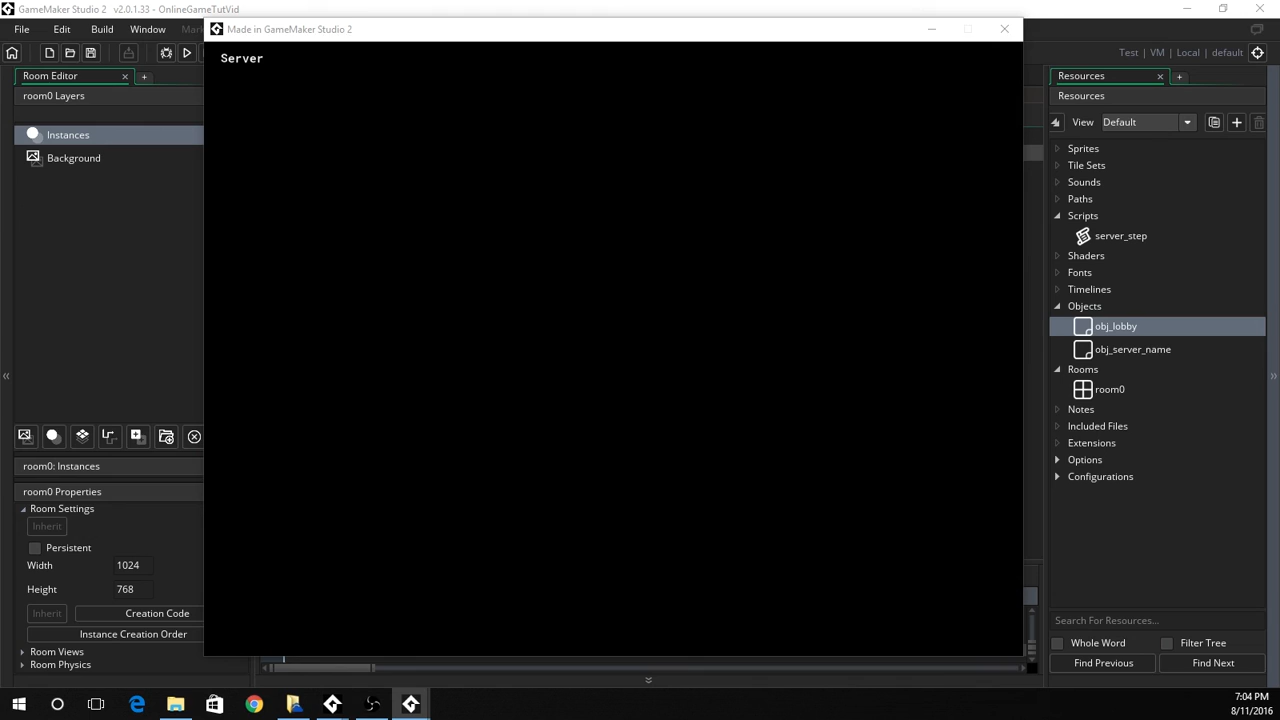 GameMaker Studio 2 v2.0.1.33 - OnlineGameTutVid
File Edit Build Window
Made in GameMaker Studio 2
Server
Test | VM | Local | default
Room Editor
room0 Layers
Instances
Background
room0: Instances
room0 Properties
Room Settings
Inherit
Persistent
Width 1024
Height 768
Inherit Creation Code
Instance Creation Order
Room Views
Room Physics
Resources
Resources
View Default
Sprites
Tile Sets
Sounds
Paths
Scripts
server_step
Shaders
Fonts
Timelines
Objects
obj_lobby
obj_server_name
Rooms
room0
Notes
Included Files
Extensions
Options
Configurations
Search For Resources...
Whole Word Filter Tree
Find Previous Find Next
7:04 PM
8/11/2016